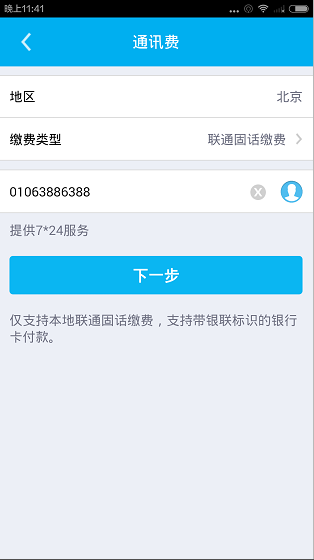 晚上11:41
通讯费
地区 北京
缴费类型 联通固话缴费
01063886388
提供7*24服务
下一步
仅支持本地联通固话缴费，支持带银联标识的银行
卡付款。